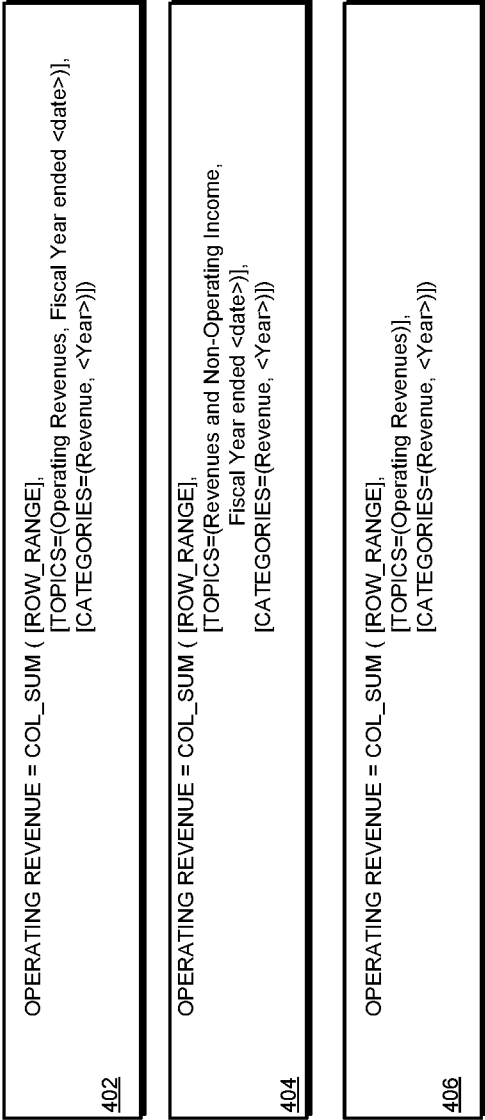 OPERATING REVENUE = COL_SUM ( [ROW_RANGE],
[TOPICS=(Operating Revenues, Fiscal Year ended <date>)],
[CATEGORIES=(Revenue, <Year>)])
402
OPERATING REVENUE = COL_SUM ( [ROW_RANGE],
[TOPICS=(Revenues and Non-Operating Income,
Fiscal Year ended <date>)],
[CATEGORIES=(Revenue, <Year>)])
404
OPERATING REVENUE = COL_SUM ( [ROW_RANGE],
[TOPICS=(Operating Revenues)],
[CATEGORIES=(Revenue, <Year>)])
406